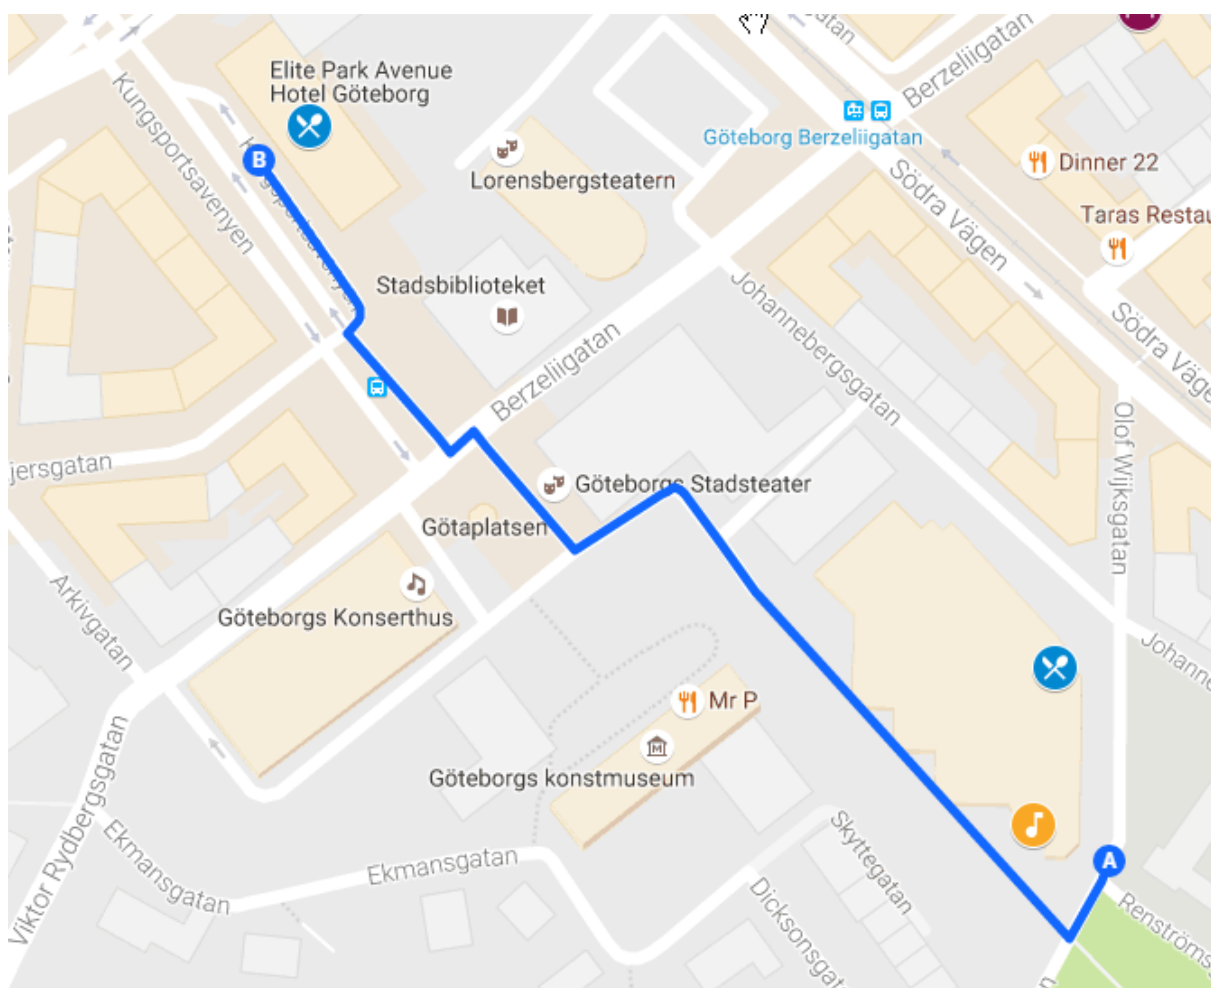 Elite Park Avenue
Hotel Göteborg
Kungsportsavenyen
B
Kungsportsavenyen
Lorensbergsteatern
Göteborg Berzeliigatan
Berzeliigatan
Dinner 22
Södra Vägen
Taras Restau
Stadsbiblioteket
Johannebergsgatan
Södra Väge
Berzeliigatan
Olof Wijksgatan
jersgatan
Göteborgs Stadsteater
Götaplatsen
Arkivgatan
Göteborgs Konserthus
Johanne
Mr P
M
Göteborgs konstmuseum
Viktor Rydbergsgatan
Ekmansgatan
Ekmansgatan
Skyttegatan
Dicksonsgat
A
Renströms